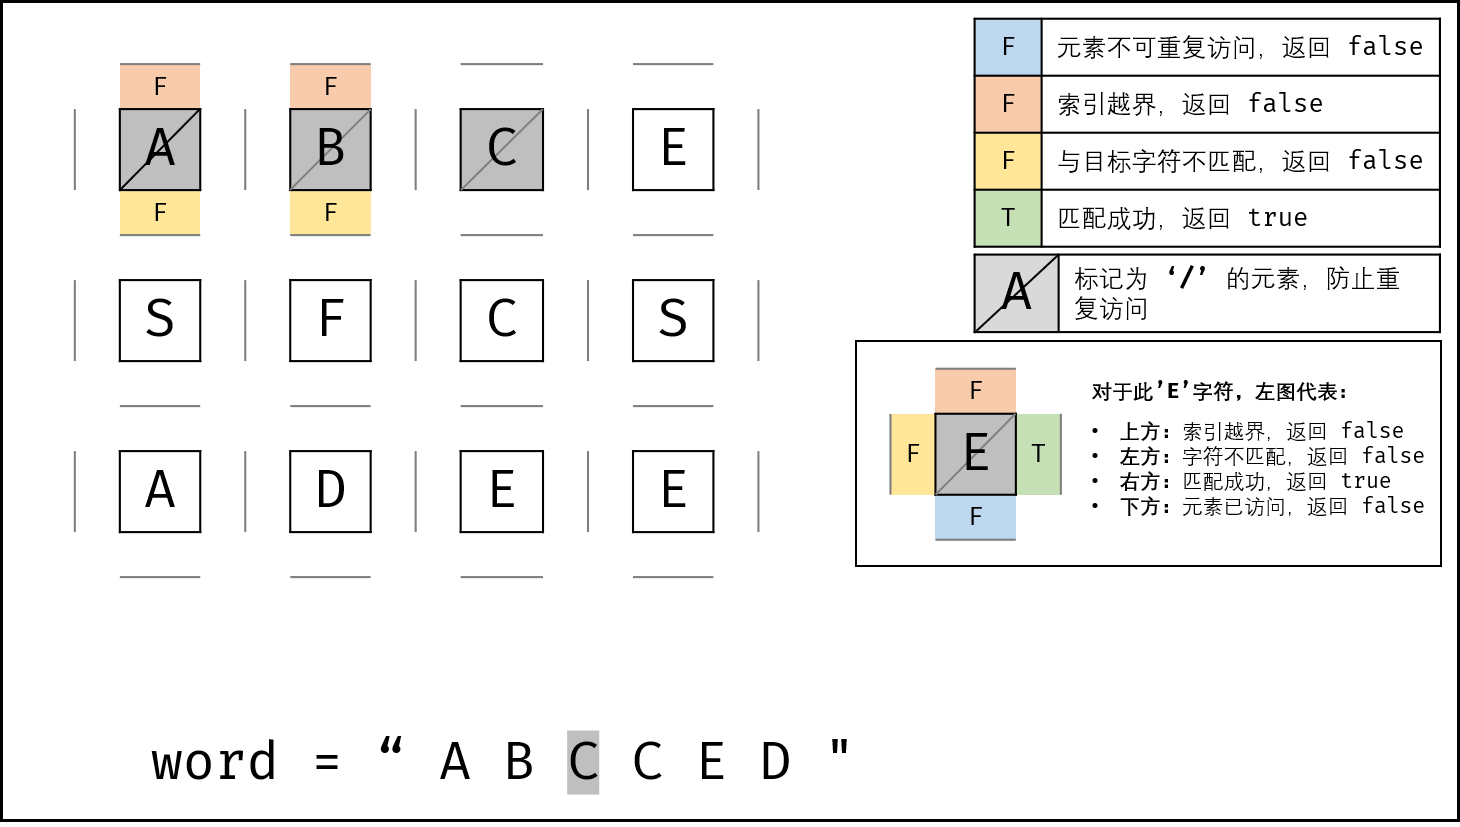 F F
A B C E
F F
S F C S
A D E E
word = “ A B C C E D "
F 元素不可重复访问，返回 false
F 索引越界，返回 false
F 与目标字符不匹配，返回 false
T 匹配成功，返回 true
A 标记为 ‘/’ 的元素，防止重
复访问
F
F E T
F
对于此’E’字符，左图代表：
• 上方：索引越界，返回 false
• 左方：字符不匹配，返回 false
• 右方：匹配成功，返回 true
• 下方：元素已访问，返回 false